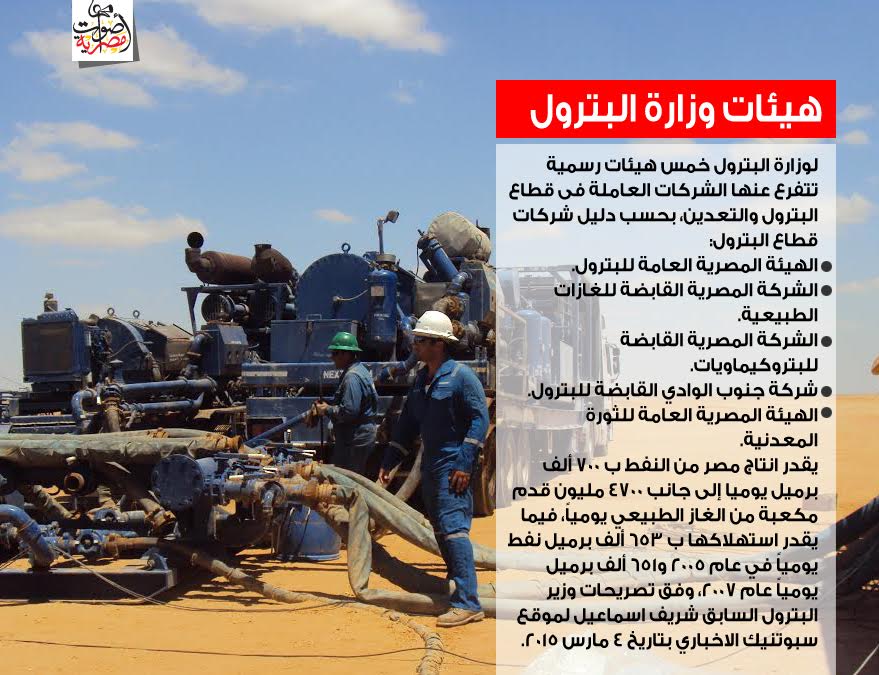 أصوات
مصرية
هيئات وزارة البترول
لوزارة البترول خمس هيئات رسمية
تتفرع عنها الشركات العاملة فى قطاع
البترول والتعدين، بحسب دليل شركات
قطاع البترول:
● الهيئة المصرية العامة للبترول.
● الشركة المصرية القابضة للغازات
الطبيعية.
● الشركة المصرية القابضة
للبتروكيماويات.
● شركة جنوب الوادي القابضة للبترول.
● الهيئة المصرية العامة للثورة
المعدنية.
يقدر انتاج مصر من النفط ب ٧٠٠ ألف
برميل يوميا إلى جانب ٤٧٠٠ مليون قدم
مكعبة من الغاز الطبيعي يومياً، فيما
يقدر استهلاكها ب ٦٥٣ ألف برميل نفط
يومياً في عام ٢٠٠٥ و٦٥١ ألف برميل
يومياً عام ٢٠٠٧، وفق تصريحات وزير
البترول السابق شريف اسماعيل لموقع
سبوتنيك الاخباري بتاريخ ٤ مارس ٢٠١٥.